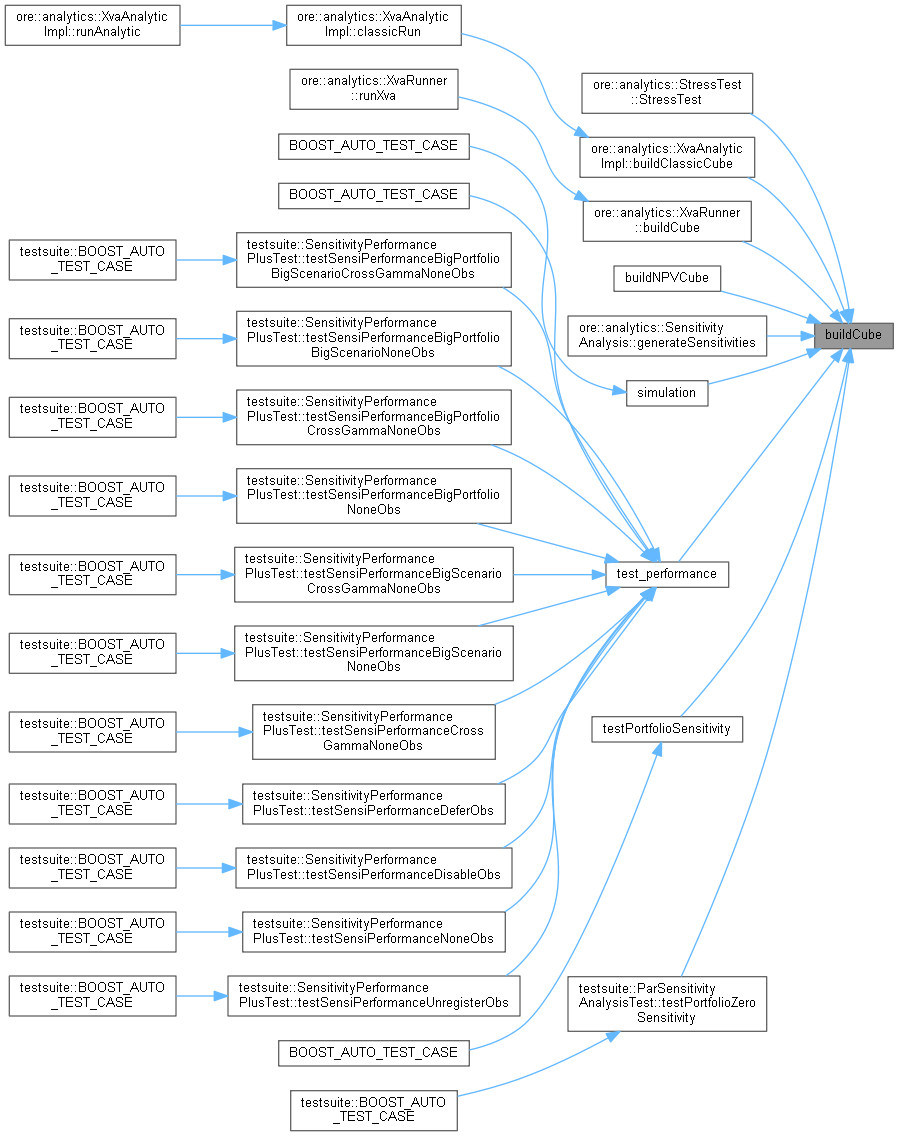 ore::analytics::XvaAnalytic
Impl::runAnalytic
ore::analytics::XvaAnalytic
Impl::classicRun
ore::analytics::XvaRunner
::runXva
BOOST_AUTO_TEST_CASE
BOOST_AUTO_TEST_CASE
testsuite::BOOST_AUTO
_TEST_CASE
testsuite::SensitivityPerformance
PlusTest::testSensiPerformanceBigPortfolio
BigScenarioCrossGammaNoneObs
testsuite::BOOST_AUTO
_TEST_CASE
testsuite::SensitivityPerformance
PlusTest::testSensiPerformanceBigPortfolio
BigScenarioNoneObs
testsuite::BOOST_AUTO
_TEST_CASE
testsuite::SensitivityPerformance
PlusTest::testSensiPerformanceBigPortfolio
CrossGammaNoneObs
testsuite::BOOST_AUTO
_TEST_CASE
testsuite::SensitivityPerformance
PlusTest::testSensiPerformanceBigPortfolio
NoneObs
testsuite::BOOST_AUTO
_TEST_CASE
testsuite::SensitivityPerformance
PlusTest::testSensiPerformanceBigScenario
CrossGammaNoneObs
testsuite::BOOST_AUTO
_TEST_CASE
testsuite::SensitivityPerformance
PlusTest::testSensiPerformanceBigScenario
NoneObs
testsuite::BOOST_AUTO
_TEST_CASE
testsuite::SensitivityPerformance
PlusTest::testSensiPerformanceCross
GammaNoneObs
testsuite::BOOST_AUTO
_TEST_CASE
testsuite::SensitivityPerformance
PlusTest::testSensiPerformanceDeferObs
testsuite::BOOST_AUTO
_TEST_CASE
testsuite::SensitivityPerformance
PlusTest::testSensiPerformanceDisableObs
testsuite::BOOST_AUTO
_TEST_CASE
testsuite::SensitivityPerformance
PlusTest::testSensiPerformanceNoneObs
testsuite::BOOST_AUTO
_TEST_CASE
testsuite::SensitivityPerformance
PlusTest::testSensiPerformanceUnregisterObs
BOOST_AUTO_TEST_CASE
testsuite::BOOST_AUTO
_TEST_CASE
ore::analytics::StressTest
::StressTest
ore::analytics::XvaAnalytic
Impl::buildClassicCube
ore::analytics::XvaRunner
::buildCube
buildNPVCube
ore::analytics::Sensitivity
Analysis::generateSensitivities
simulation
test_performance
testPortfolioSensitivity
testsuite::ParSensitivity
AnalysisTest::testPortfolioZero
Sensitivity
buildCube